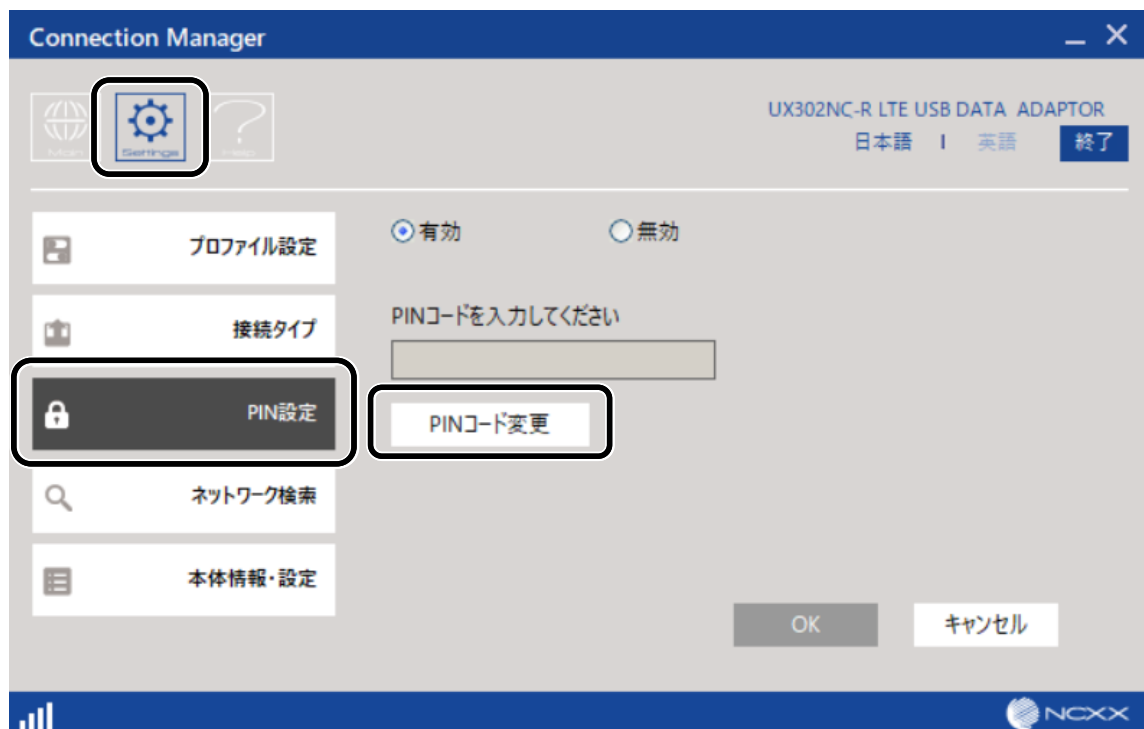 Connection Manager
Main
Settings
Help
UX302NC-R LTE USB DATA ADAPTOR
日本語 | 英語 終了
プロファイル設定
接続タイプ
PIN設定
ネットワーク検索
本体情報・設定
有効 無効
PINコードを入力してください
PINコード変更
OK キャンセル
NCXX